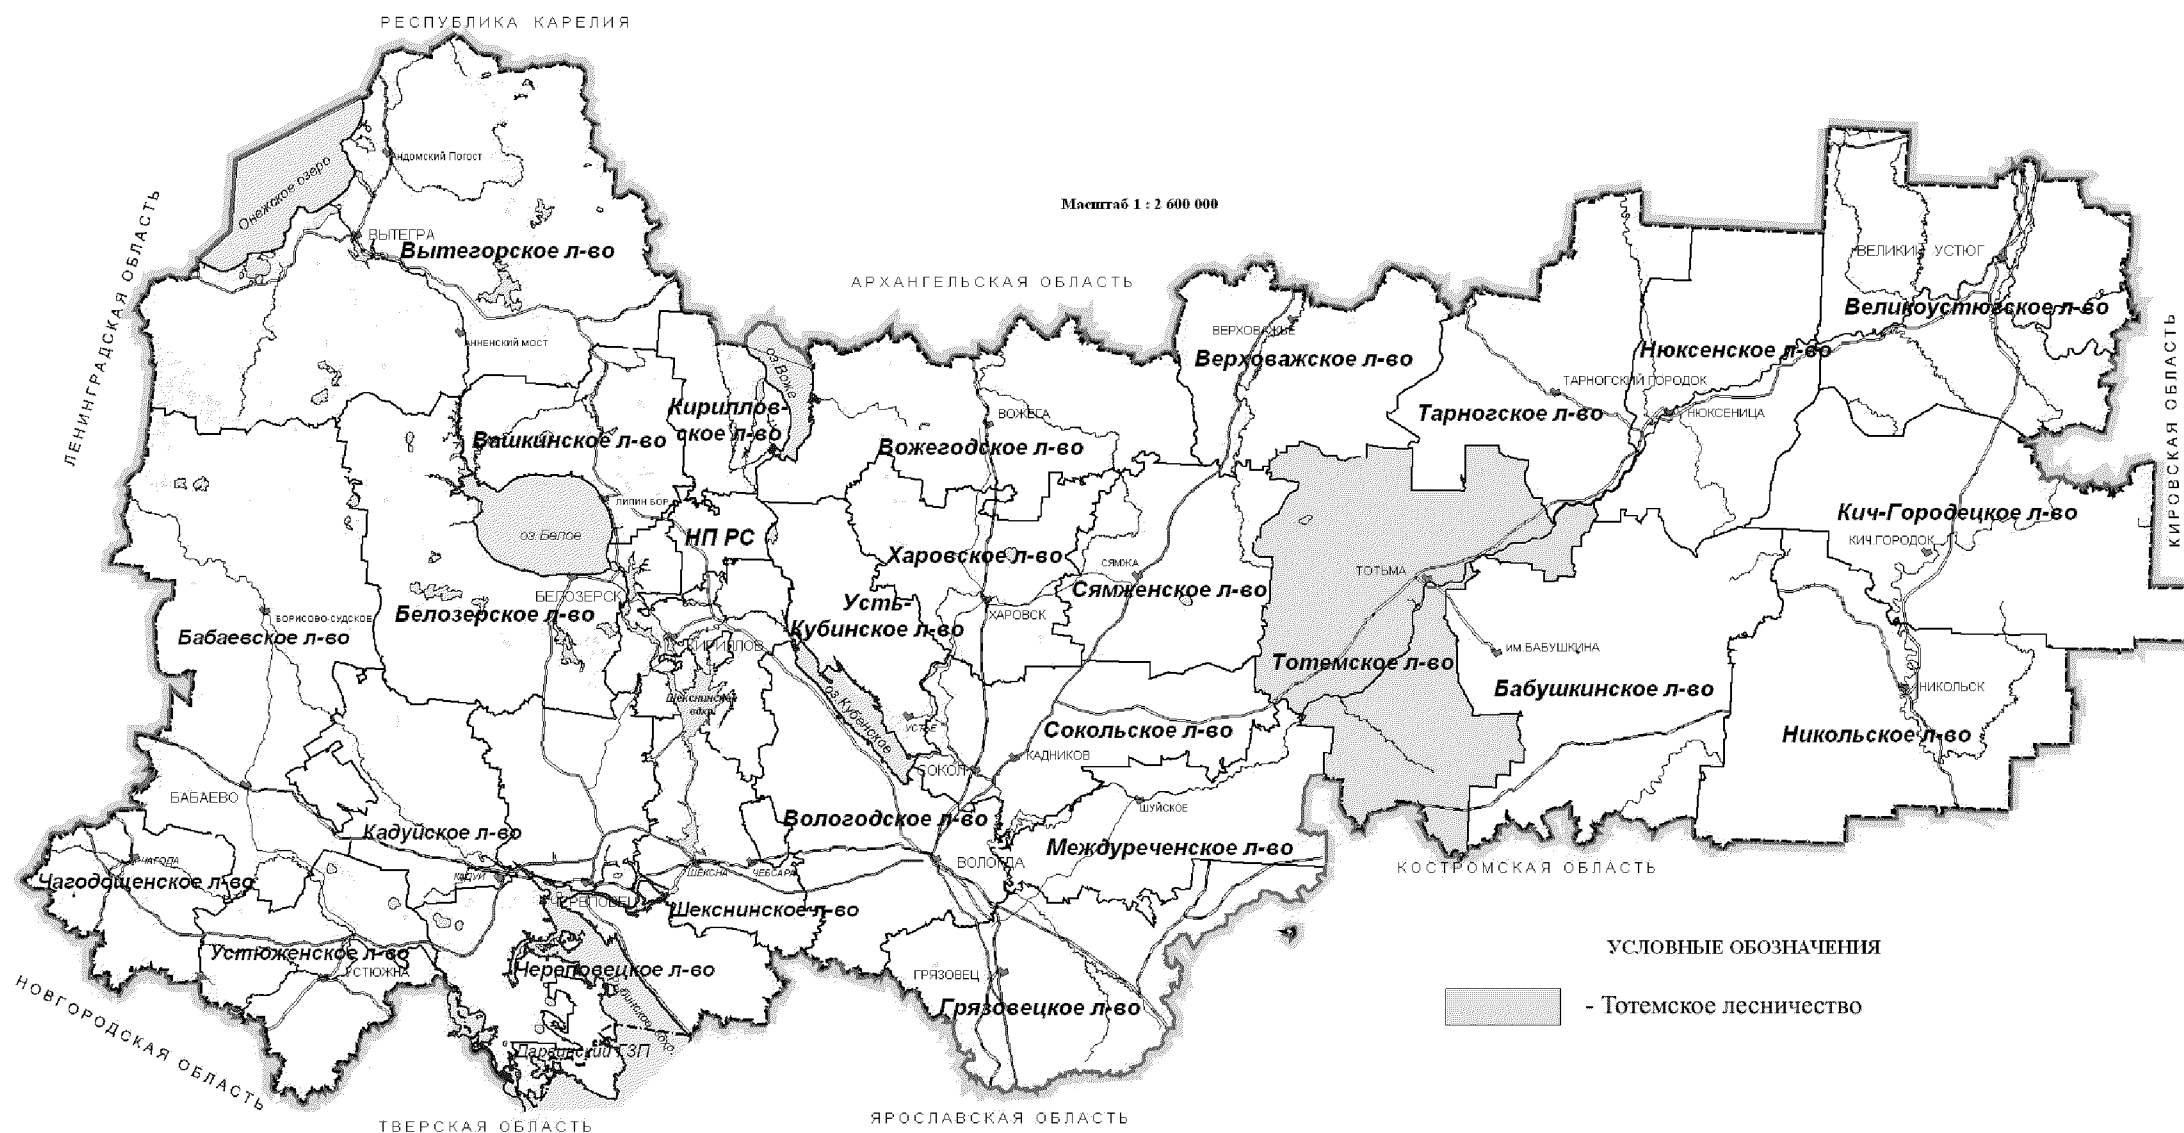 РЕСПУБЛИКА КАРЕЛИЯ
Андомский Погост
Онежское озеро
Масштаб 1 : 2 600 000
ВЫТЕГРА
Вытегорское л-во
ЛЕНИНГРАДСКАЯ ОБЛАСТЬ
АРХАНГЕЛЬСКАЯ ОБЛАСТЬ
ВЕЛИКИЙ УСТЮГ
Великоустюгское л-во
КИРОВСКАЯ ОБЛАСТЬ
ВЕРХОВАЖЬЕ
Верховажское л-во
Нюксенское л-во
АННЕНСКИЙ МОСТ
оз. Воже
ТАРНОГСКИЙ ГОРОДОК
Тарногское л-во
НЮКСЕНИЦА
Кириллов-
ское л-во
ВОЖЕГА
Вашкинское л-во
Вожегодское л-во
ЛИПИН БОР
оз. Белое
НП РС
Кич-Городецкое л-во
КИЧ.ГОРОДОК
Харовское л-во
СЯМЖА
Сямженское л-во
ТОТЬМА
БЕЛОЗЕРСК
Белозерское л-во
Усть-
Кубинское л-во
ХАРОВСК
БОРИСОВО-СУДСКОЕ
Бабаевское л-во
КИРИЛЛОВ
им.БАБУШКИНА
Тотемское л-во
Бабушкинское л-во
НИКОЛЬСК
Никольское л-во
Шекснинское
вдхр.
оз. Кубенское
УСТЬЕ
Сокольское л-во
КАДНИКОВ
СОКОЛ
БАБАЕВО
ШУЙСКОЕ
Вологодское л-во
Кадуйское л-во
Междуреченское л-во
ВОЛОГДА
КОСТРОМСКАЯ ОБЛАСТЬ
ЧАГОДА
Чагодощенское л-во
КАДУЙ
ШЕКСНА
ЧЕБСАРА
ЧЕРЕПОВЕЦ
Шекснинское л-во
УСЛОВНЫЕ ОБОЗНАЧЕНИЯ
Устюженское л-во
УСТЮЖНА
Череповецкое л-во
ГРЯЗОВЕЦ
Грязовецкое л-во
- Тотемское лесничество
НОВГОРОДСКАЯ ОБЛАСТЬ
Дарвинский ГЗП
ТВЕРСКАЯ ОБЛАСТЬ
ЯРОСЛАВСКАЯ ОБЛАСТЬ